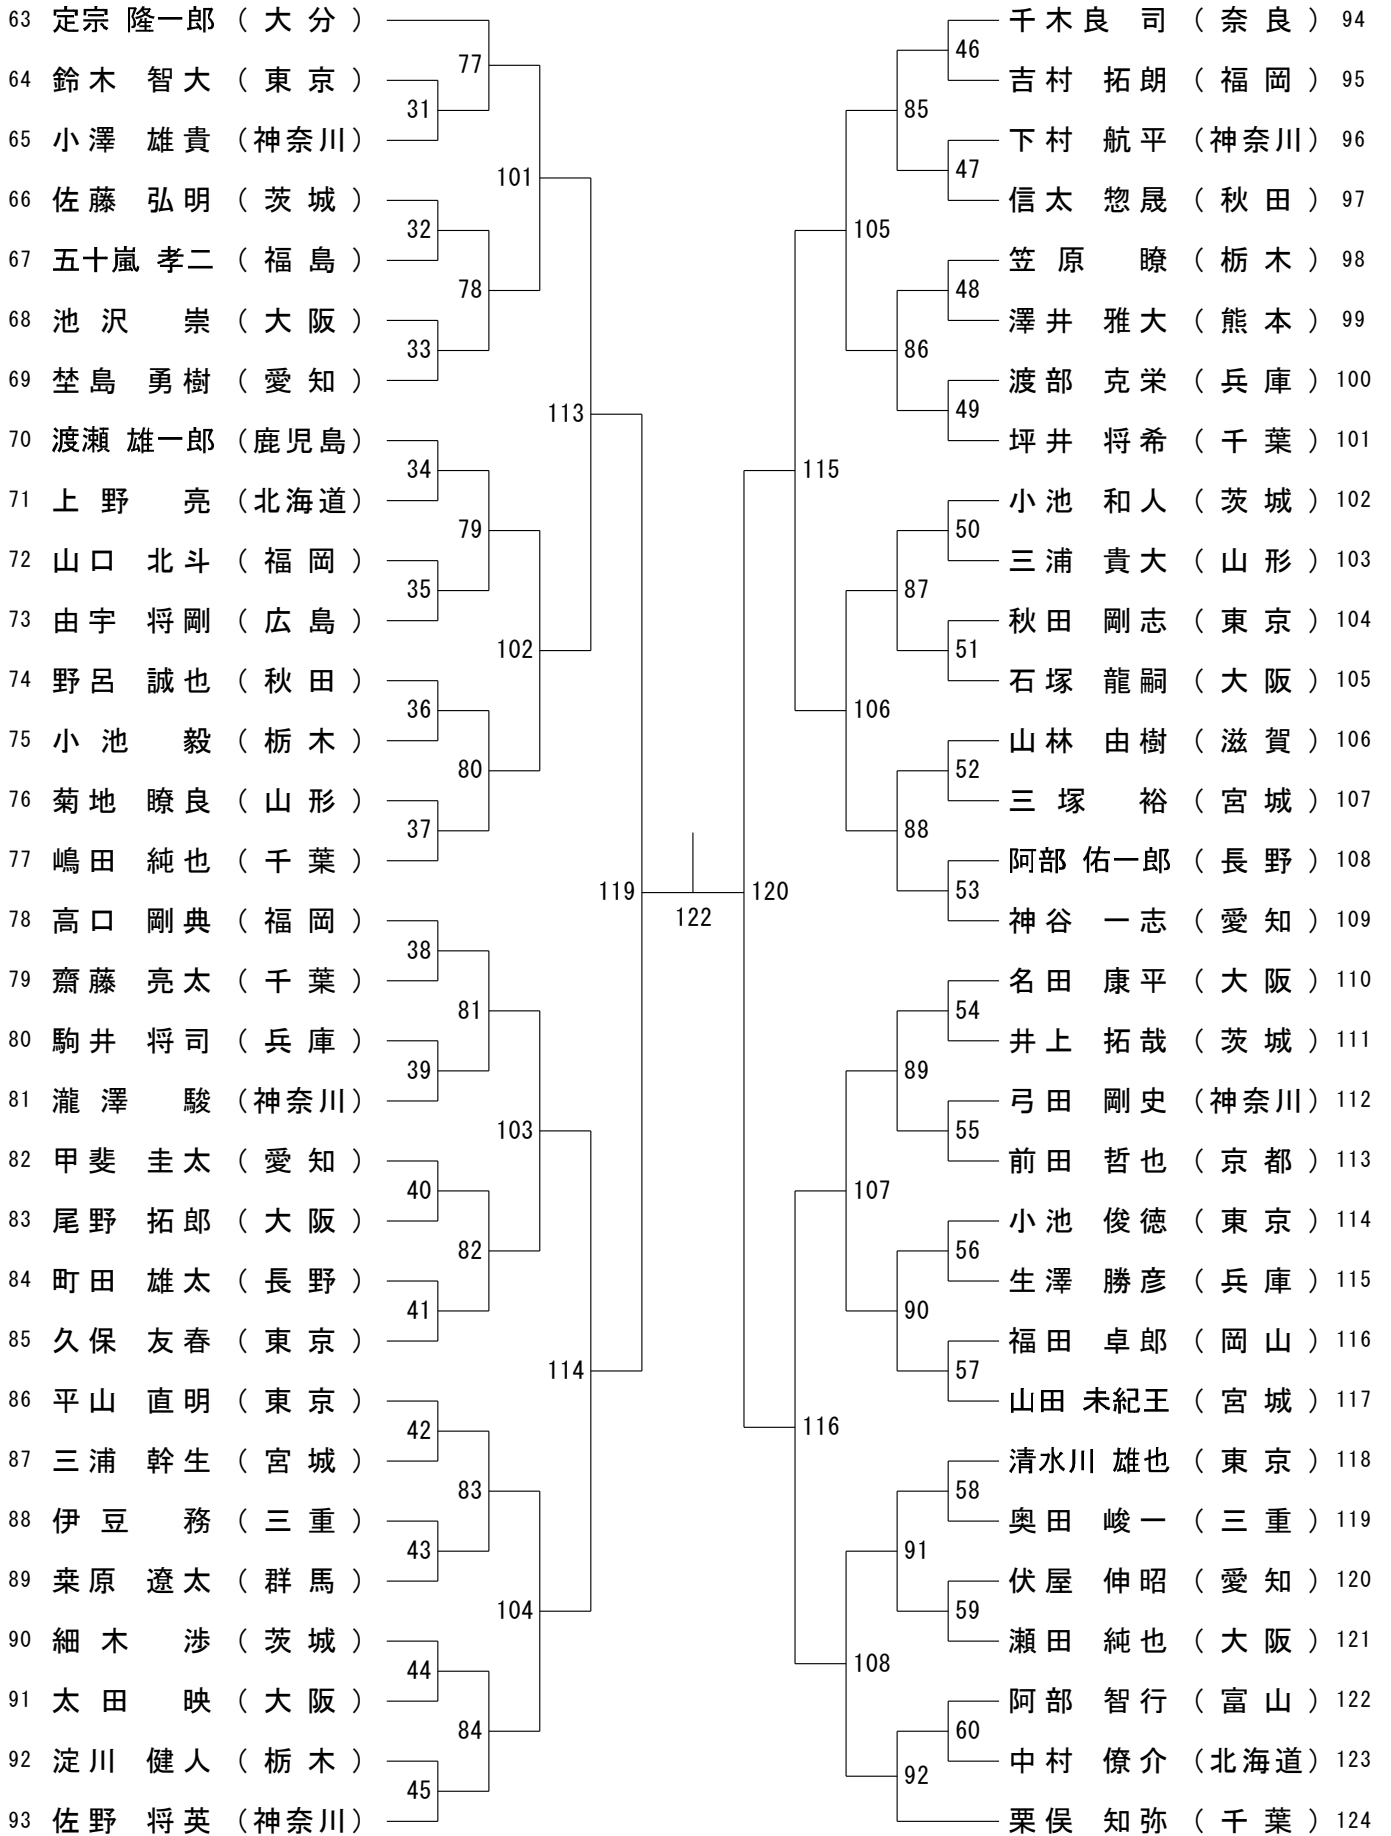 63 定宗 隆一郎 ( 大 分 )
64 鈴木 智大 ( 東 京 )
65 小澤 雄貴 (神奈川)
66 佐藤 弘明 ( 茨 城 )
67 五十嵐 孝二 ( 福 島 )
68 池 沢 崇 ( 大 阪 )
69 埜島 勇樹 ( 愛 知 )
70 渡瀬 雄一郎 (鹿児島)
71 上 野 亮 (北海道)
72 山口 北斗 ( 福 岡 )
73 由宇 将剛 ( 広 島 )
74 野呂 誠也 ( 秋 田 )
75 小 池 毅 ( 栃 木 )
76 菊地 瞭良 ( 山 形 )
77 嶋田 純也 ( 千 葉 )
78 高口 剛典 ( 福 岡 )
79 齋藤 亮太 ( 千 葉 )
80 駒井 将司 ( 兵 庫 )
81 瀧 澤 駿 (神奈川)
82 甲斐 圭太 ( 愛 知 )
83 尾野 拓郎 ( 大 阪 )
84 町田 雄太 ( 長 野 )
85 久保 友春 ( 東 京 )
86 平山 直明 ( 東 京 )
87 三浦 幹生 ( 宮 城 )
88 伊 豆 務 ( 三 重 )
89 桒原 遼太 ( 群 馬 )
90 細 木 渉 ( 茨 城 )
91 太 田 映 ( 大 阪 )
92 淀川 健人 ( 栃 木 )
93 佐野 将英 (神奈川)
31
32
33
34
35
36
37
38
39
40
41
42
43
44
45
77
78
79
80
81
82
83
84
101
102
103
104
113
114
119
122
120
115
116
105
106
107
108
85
86
87
88
89
90
91
92
46
47
48
49
50
51
52
53
54
55
56
57
58
59
60
千木良 司 ( 奈 良 ) 94
吉村 拓朗 ( 福 岡 ) 95
下村 航平 (神奈川) 96
信太 惣晟 ( 秋 田 ) 97
笠 原 瞭 ( 栃 木 ) 98
澤井 雅大 ( 熊 本 ) 99
渡部 克栄 ( 兵 庫 ) 100
坪井 将希 ( 千 葉 ) 101
小池 和人 ( 茨 城 ) 102
三浦 貴大 ( 山 形 ) 103
秋田 剛志 ( 東 京 ) 104
石塚 龍嗣 ( 大 阪 ) 105
山林 由樹 ( 滋 賀 ) 106
三 塚 裕 ( 宮 城 ) 107
阿部 佑一郎 ( 長 野 ) 108
神谷 一志 ( 愛 知 ) 109
名田 康平 ( 大 阪 ) 110
井上 拓哉 ( 茨 城 ) 111
弓田 剛史 (神奈川) 112
前田 哲也 ( 京 都 ) 113
小池 俊徳 ( 東 京 ) 114
生澤 勝彦 ( 兵 庫 ) 115
福田 卓郎 ( 岡 山 ) 116
山田 未紀王 ( 宮 城 ) 117
清水川 雄也 ( 東 京 ) 118
奥田 峻一 ( 三 重 ) 119
伏屋 伸昭 ( 愛 知 ) 120
瀬田 純也 ( 大 阪 ) 121
阿部 智行 ( 富 山 ) 122
中村 僚介 (北海道) 123
栗俣 知弥 ( 千 葉 ) 124